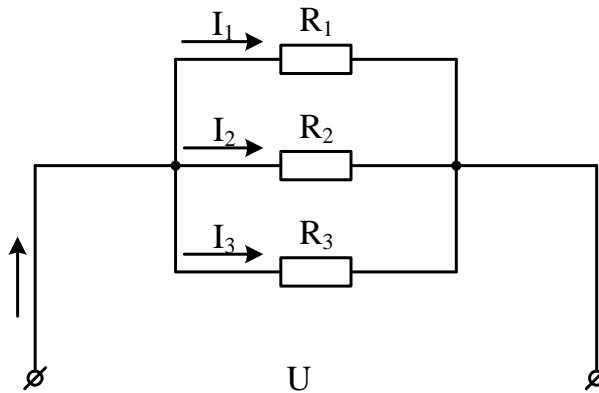 I₁ R₁
I₂ R₂
I₃ R₃
U